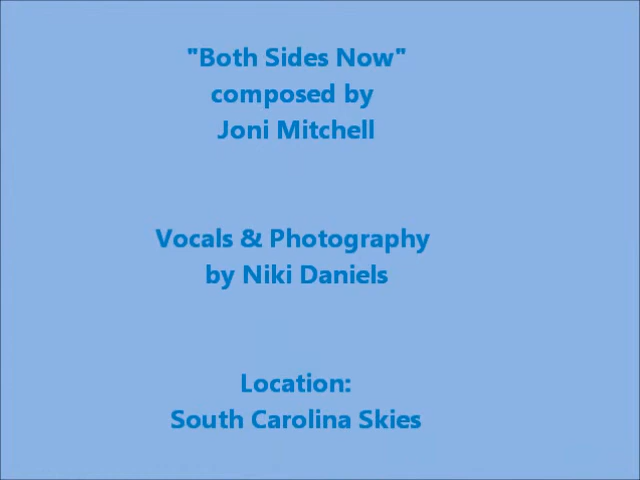 "Both Sides Now"
composed by
Joni Mitchell
Vocals & Photography
by Niki Daniels
Location:
South Carolina Skies